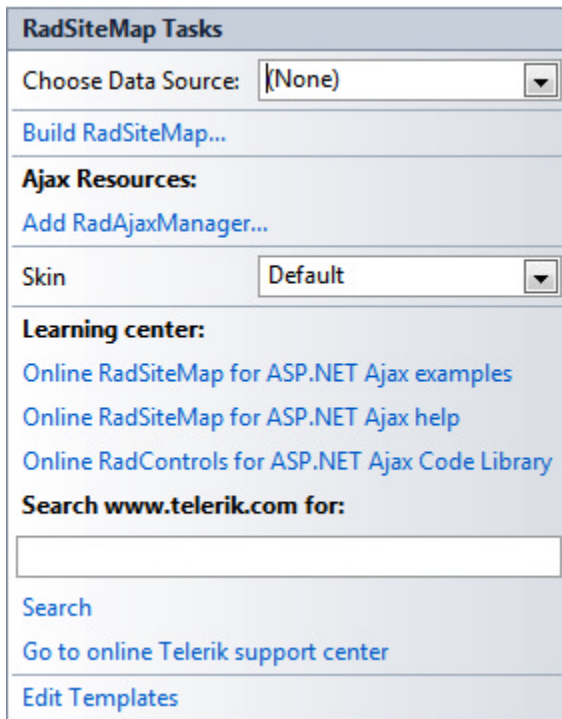 RadSiteMap Tasks
Choose Data Source: (None)
Build RadSiteMap...
Ajax Resources:
Add RadAjaxManager...
Skin Default
Learning center:
Online RadSiteMap for ASP.NET Ajax examples
Online RadSiteMap for ASP.NET Ajax help
Online RadControls for ASP.NET Ajax Code Library
Search www.telerik.com for:
Search
Go to online Telerik support center
Edit Templates